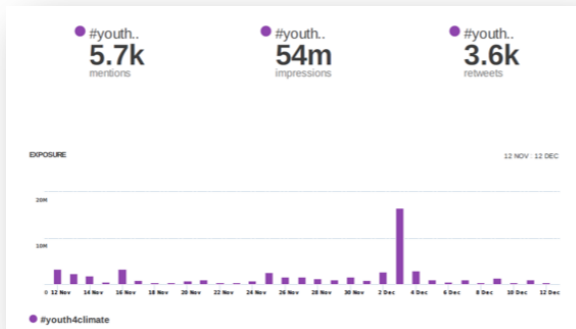 #youth.. #youth.. #youth..
5.7k 54m 3.6k
mentions impressions retweets
EXPOSURE 12 NOV : 12 DEC
20M
10M
0 12 Nov 14 Nov 16 Nov 18 Nov 20 Nov 22 Nov 24 Nov 26 Nov 28 Nov 30 Nov 2 Dec 4 Dec 6 Dec 8 Dec 10 Dec 12 Dec
#youth4climate